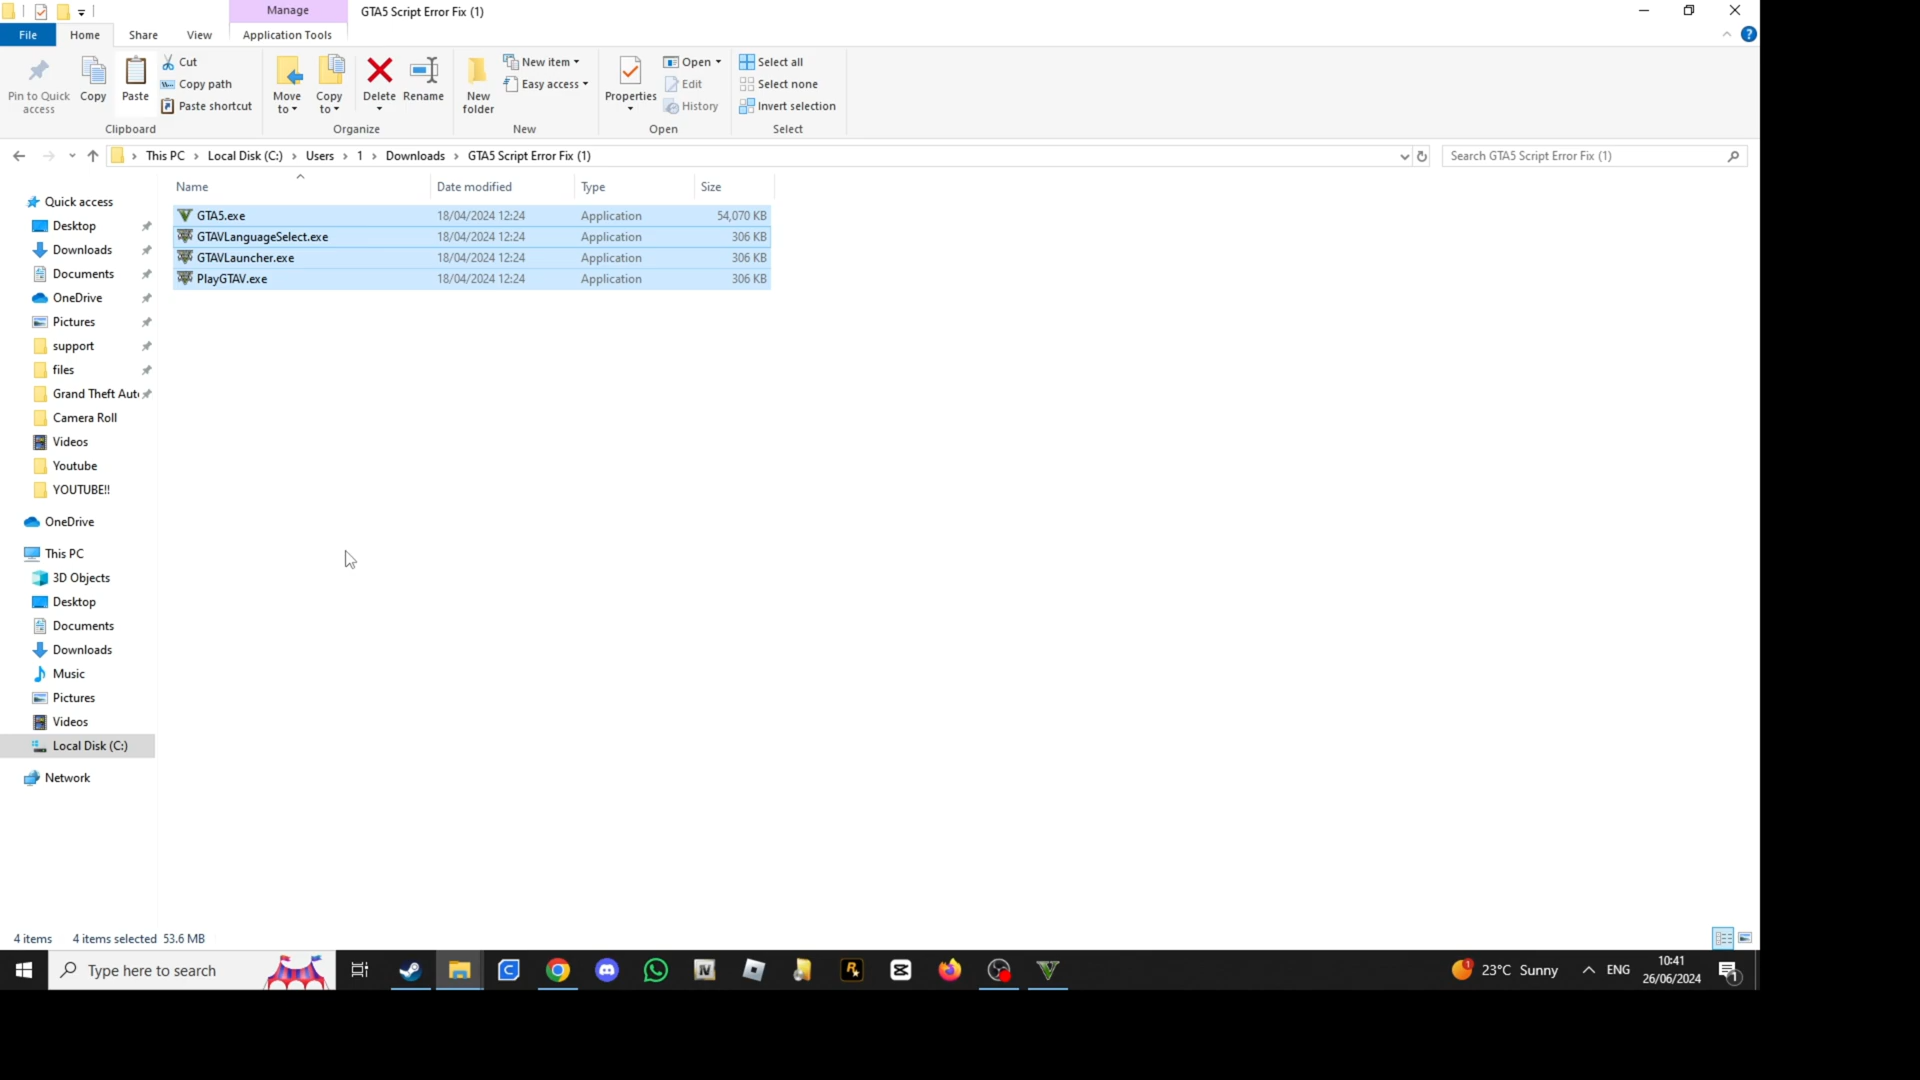 Manage
GTA5 Script Error Fix (1)
File
Home
Share
View
Application Tools
Pin to Quick access
Copy
Paste
Cut
Copy path
Paste shortcut
Move to
Copy to
Delete
Rename
New folder
New item
Easy access
Properties
Open
Edit
History
Select all
Select none
Invert selection
Clipboard
Organize
New
Open
Select
This PC > Local Disk (C:) > Users > 1 > Downloads > GTA5 Script Error Fix (1)
Search GTA5 Script Error Fix (1)
Name Date modified Type Size
GTA5.exe 18/04/2024 12:24 Application 54,070 KB
GTAVLanguageSelect.exe 18/04/2024 12:24 Application 306 KB
GTAVLauncher.exe 18/04/2024 12:24 Application 306 KB
PlayGTAV.exe 18/04/2024 12:24 Application 306 KB
Quick access
Desktop
Downloads
Documents
OneDrive
Pictures
support
files
Grand Theft Aut
Camera Roll
Videos
Youtube
YOUTUBE!!
OneDrive
This PC
3D Objects
Desktop
Documents
Downloads
Music
Pictures
Videos
Local Disk (C:)
Network
4 items 4 items selected 53.6 MB
Type here to search
23°C Sunny
ENG
10:41
26/06/2024
1